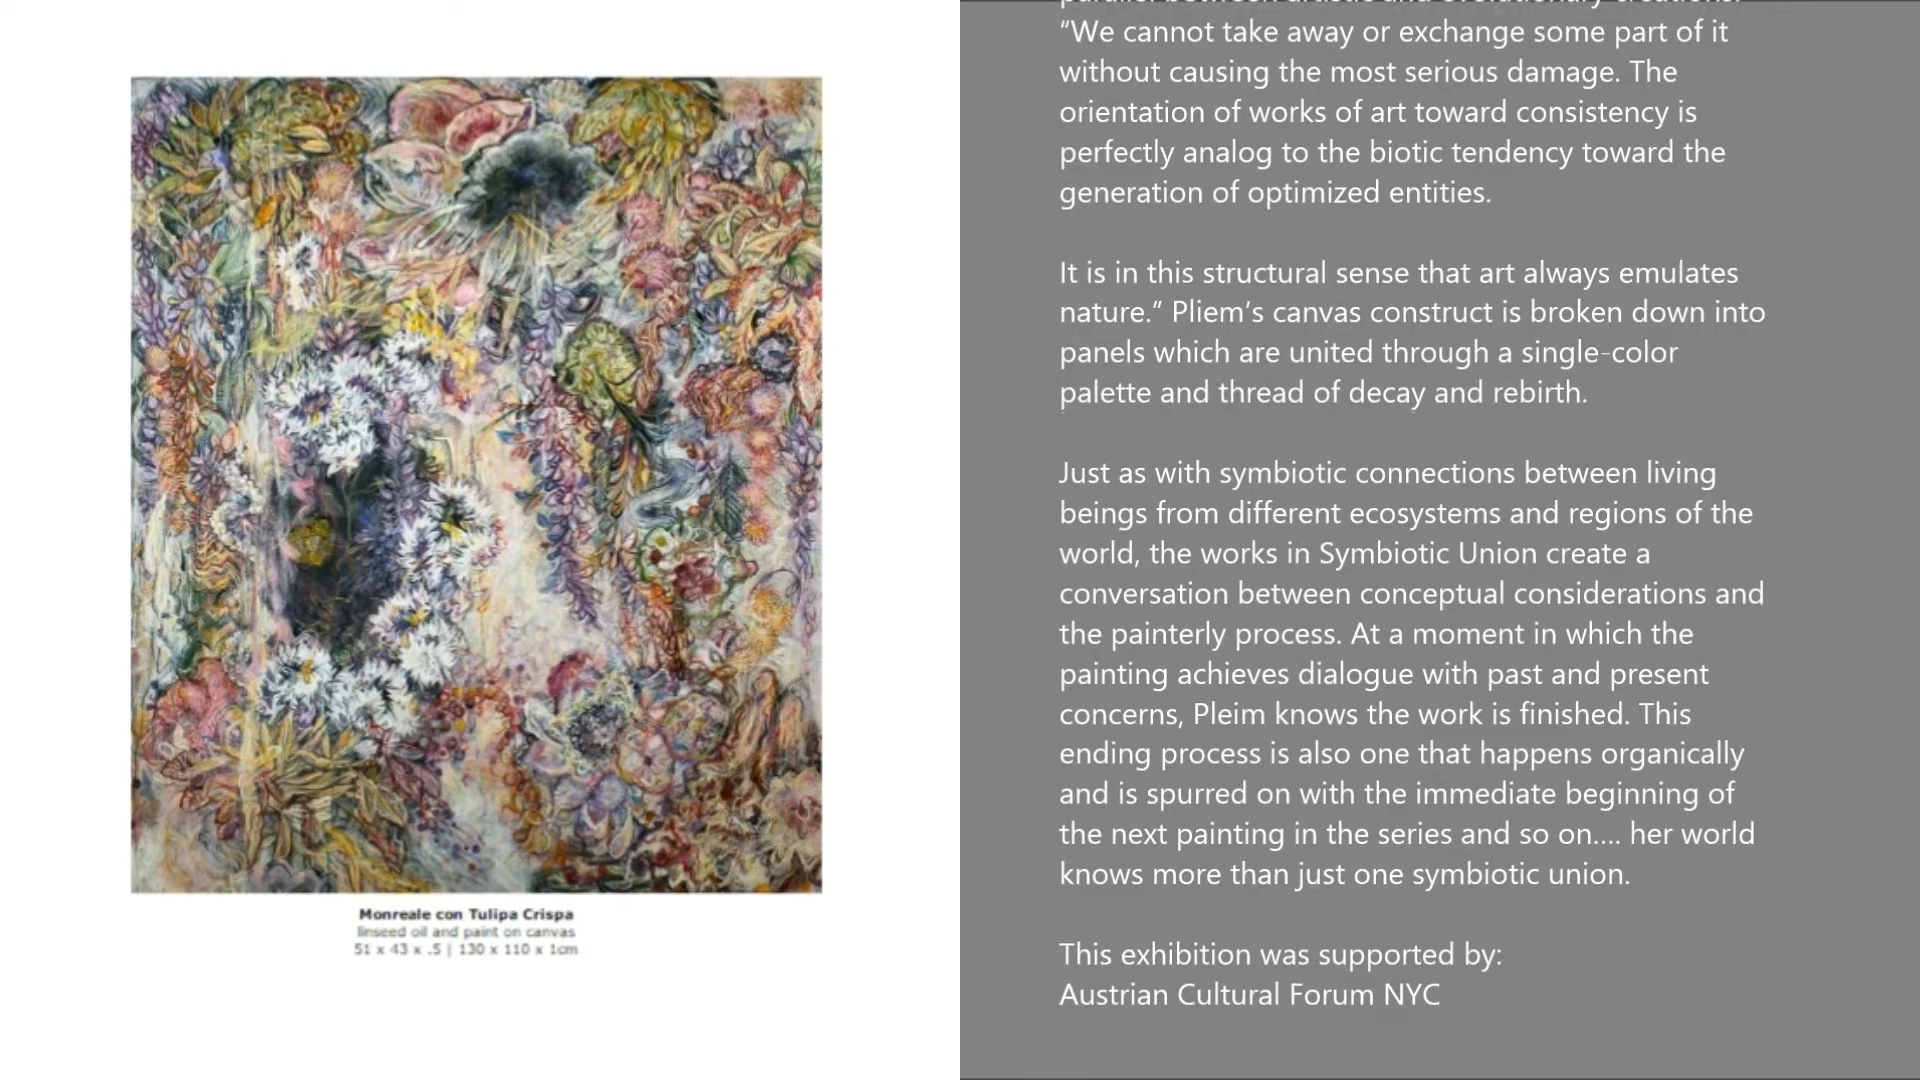 “We cannot take away or exchange some part of it
without causing the most serious damage. The
orientation of works of art toward consistency is
perfectly analog to the biotic tendency toward the
generation of optimized entities.
It is in this structural sense that art always emulates
nature.” Pliem’s canvas construct is broken down into
panels which are united through a single-color
palette and thread of decay and rebirth.
Just as with symbiotic connections between living
beings from different ecosystems and regions of the
world, the works in Symbiotic Union create a
conversation between conceptual considerations and
the painterly process. At a moment in which the
painting achieves dialogue with past and present
concerns, Pleim knows the work is finished. This
ending process is also one that happens organically
and is spurred on with the immediate beginning of
the next painting in the series and so on.... her world
knows more than just one symbiotic union.
This exhibition was supported by:
Austrian Cultural Forum NYC
Monreale con Tulipa Crispa
linseed oil and paint on canvas
51 x 43 x .5 | 130 x 110 x 1cm